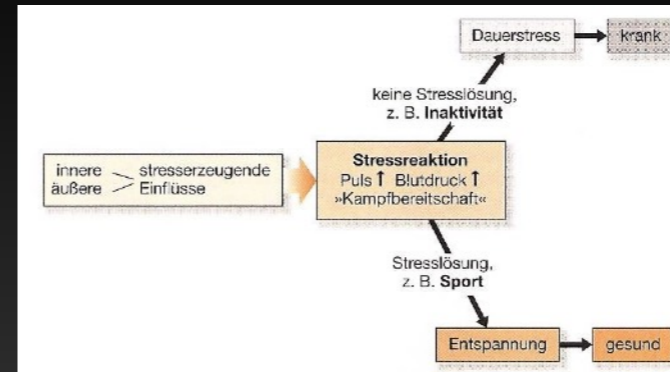 Dauerstress
krank
keine Stresslösung,
z. B. Inaktivität
innere stresserzeugende
äußere Einflüsse
Stressreaktion
Puls ↑ Blutdruck ↑
»Kampfbereitschaft«
Stresslösung,
z. B. Sport
Entspannung
gesund